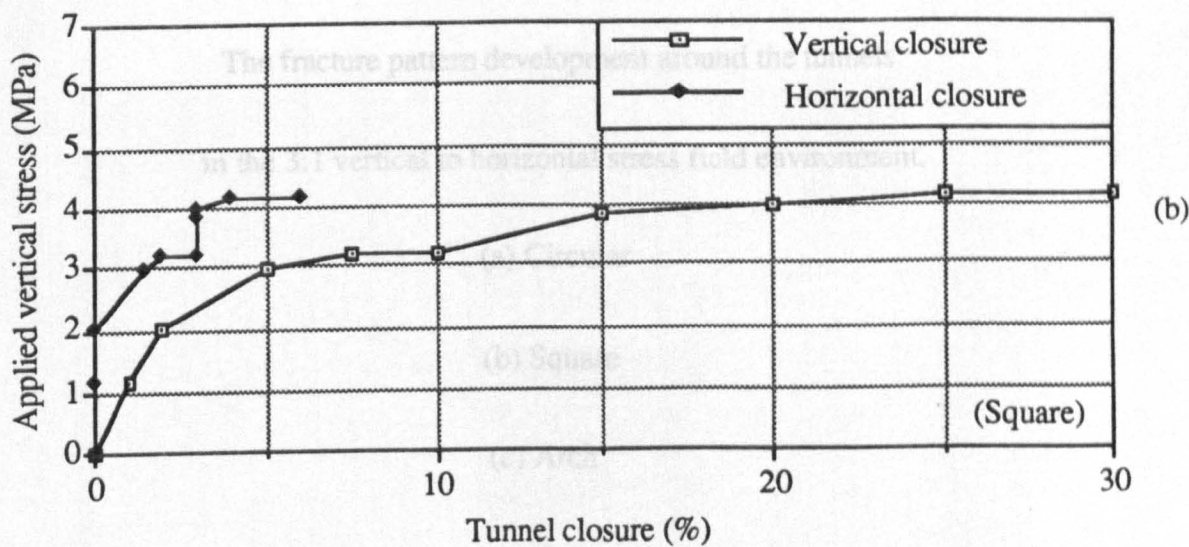 7
6
5
4
3
2
1
0
Applied vertical stress (MPa)
Vertical closure
Horizontal closure
The fracture pattern development around the tunnels
in the 3:1 vertical to horizontal stress field environment.
(a) Circular
(b) Square
(c) Arch
(Square)
(b)
0
10
20
30
Tunnel closure (%)